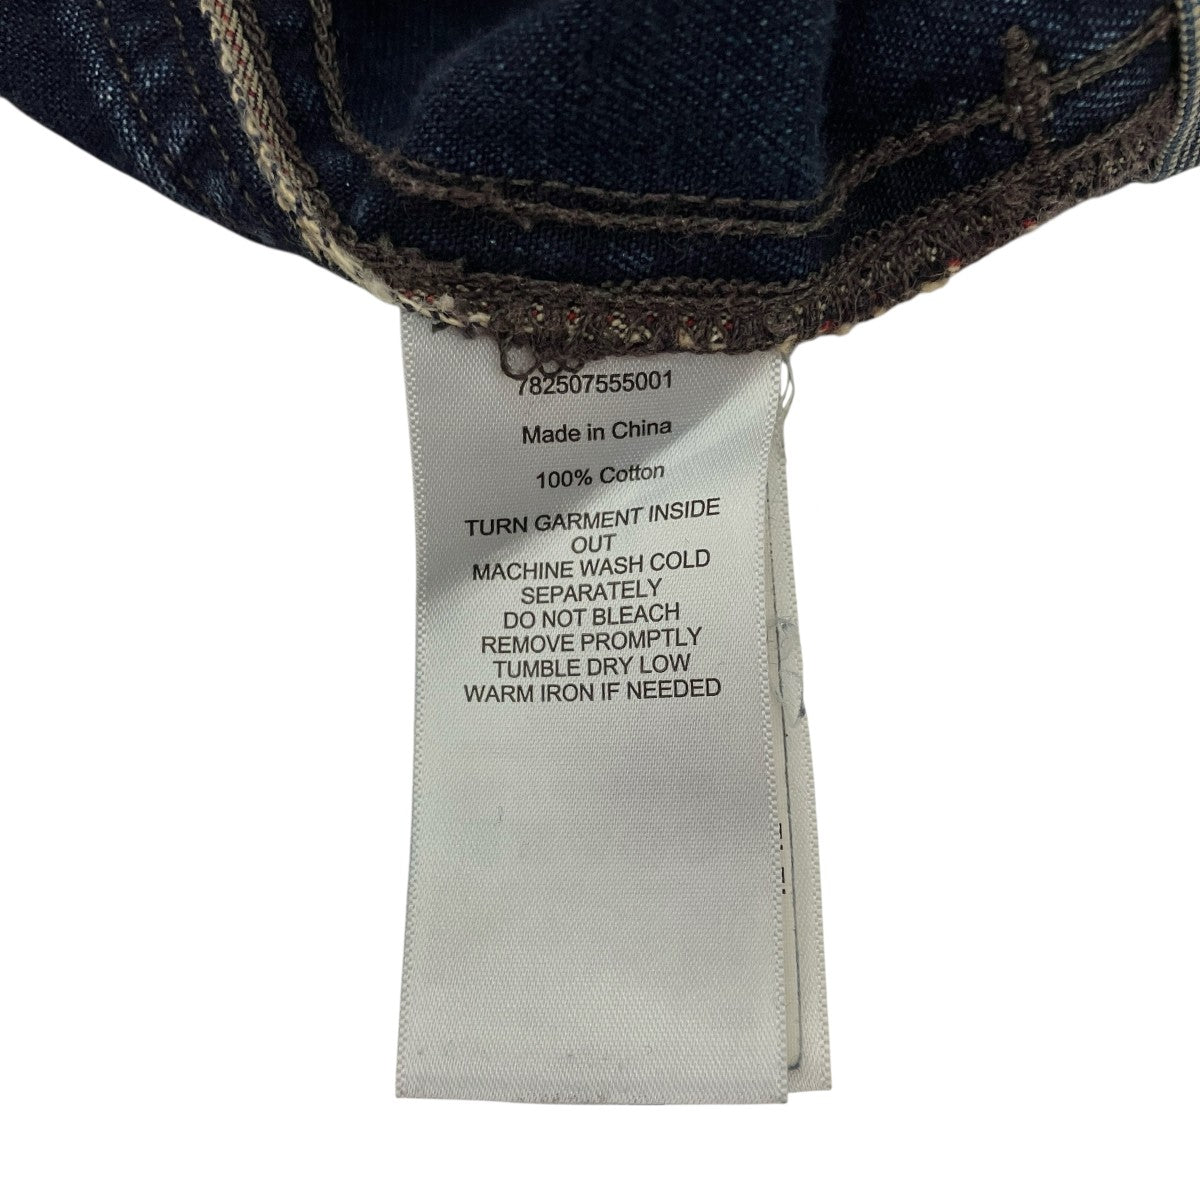 782507555001
Made in China
100% Cotton
TURN GARMENT INSIDE
OUT
MACHINE WASH COLD
SEPARATELY
DO NOT BLEACH
REMOVE PROMPTLY
TUMBLE DRY LOW
WARM IRON IF NEEDED